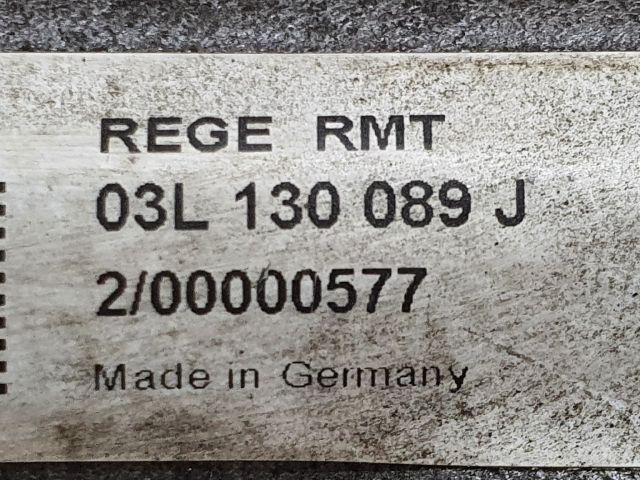 REGE RMT
03L 130 089 J
2/00000577
Made in Germany